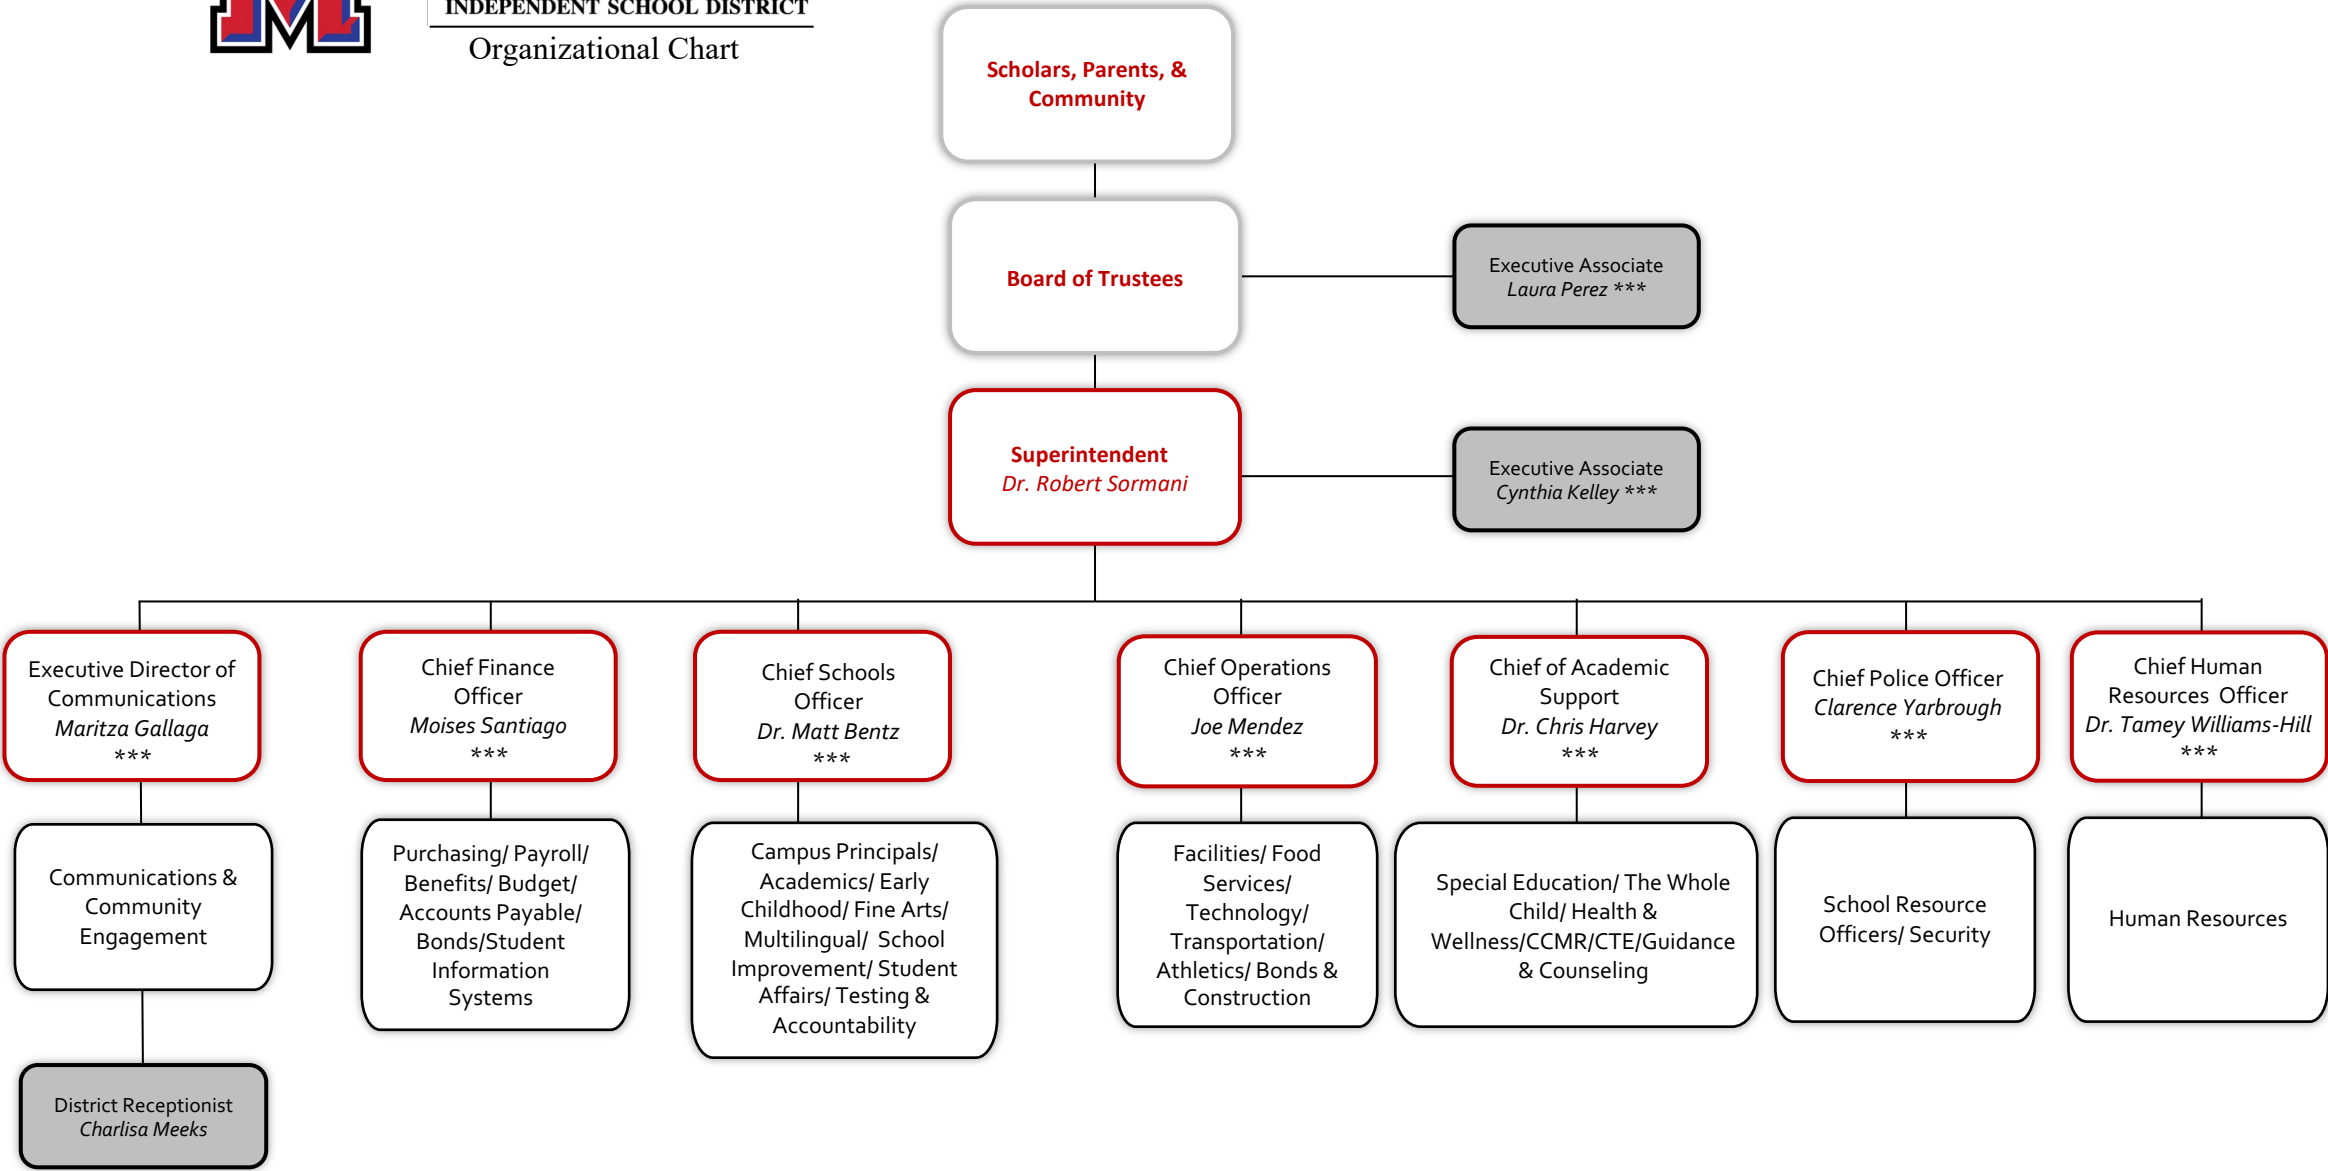 M
INDEPENDENT SCHOOL DISTRICT
Organizational Chart
Scholars, Parents, &
Community
Board of Trustees
Executive Associate
Laura Perez ***
Superintendent
Dr. Robert Sormani
Executive Associate
Cynthia Kelley ***
Executive Director of
Communications
Maritza Gallaga
***
Chief Finance
Officer
Moises Santiago
***
Chief Schools
Officer
Dr. Matt Bentz
***
Chief Operations
Officer
Joe Mendez
***
Chief of Academic
Support
Dr. Chris Harvey
***
Chief Police Officer
Clarence Yarbrough
***
Chief Human
Resources  Officer
Dr. Tamey Williams-Hill
***
Communications &
Community
Engagement
Purchasing/ Payroll/
Benefits/ Budget/
Accounts Payable/
Bonds/Student
Information
Systems
Campus Principals/
Academics/ Early
Childhood/ Fine Arts/
Multilingual/  School
Improvement/ Student
Affairs/ Testing &
Accountability
Facilities/ Food
Services/
Technology/
Transportation/
Athletics/ Bonds &
Construction
Special Education/ The Whole
Child/ Health &
Wellness/CCMR/CTE/Guidance
& Counseling
School Resource
Officers/ Security
Human Resources
District Receptionist
Charlisa Meeks